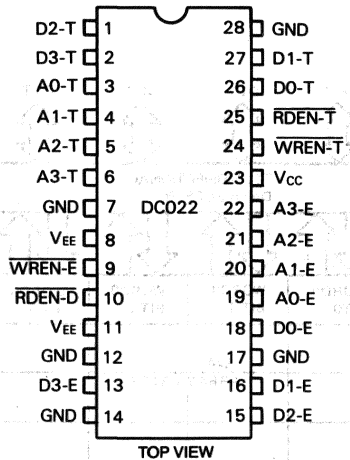 D2-T 1 28 GND
D3-T 2 27 D1-T
A0-T 3 26 D0-T
A1-T 4 25 RDEN-T
A2-T 5 24 WREN-T
A3-T 6 23 VCC
GND 7 DC022 22 A3-E
VEE 8 21 A2-E
WREN-E 9 20 A1-E
RDEN-D 10 19 A0-E
VEE 11 18 D0-E
GND 12 17 GND
D3-E 13 16 D1-E
GND 14 15 D2-E
TOP VIEW